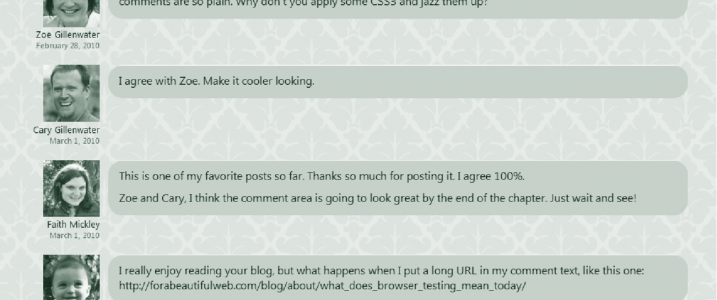 comments are so plain. Why don't you apply some CSS3 and jazz them up?
Zoe Gillenwater
February 28, 2010
I agree with Zoe. Make it cooler looking.
Cary Gillenwater
March 1, 2010
This is one of my favorite posts so far. Thanks so much for posting it. I agree 100%.
Zoe and Cary, I think the comment area is going to look great by the end of the chapter. Just wait and see!
Faith Mickley
March 1, 2010
I really enjoy reading your blog, but what happens when I put a long URL in my comment text, like this one:
http://forabeautifulweb.com/blog/about/what_does_browser_testing_mean_today/